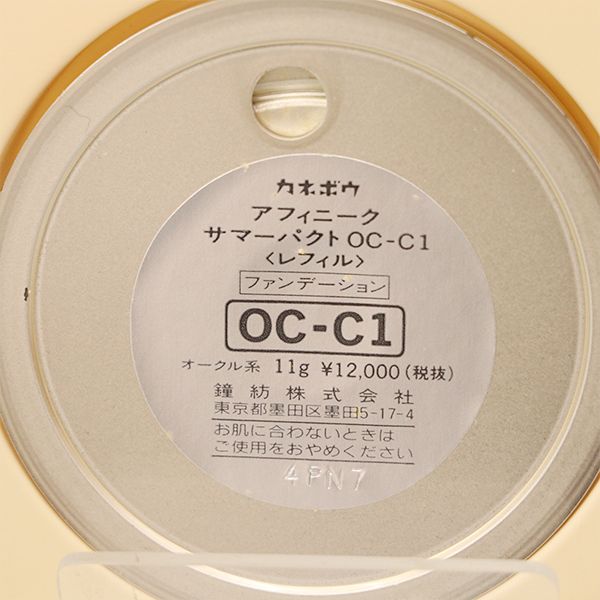 カネボウ
アフィニーク
サマーパクト OC-C1
〈レフィル〉
ファンデーション
OC-C1
オークル系 11g ¥12,000(税抜)
鐘紡株式会社
東京都墨田区墨田5-17-4
お肌に合わないときは
ご使用をおやめください
4PN7